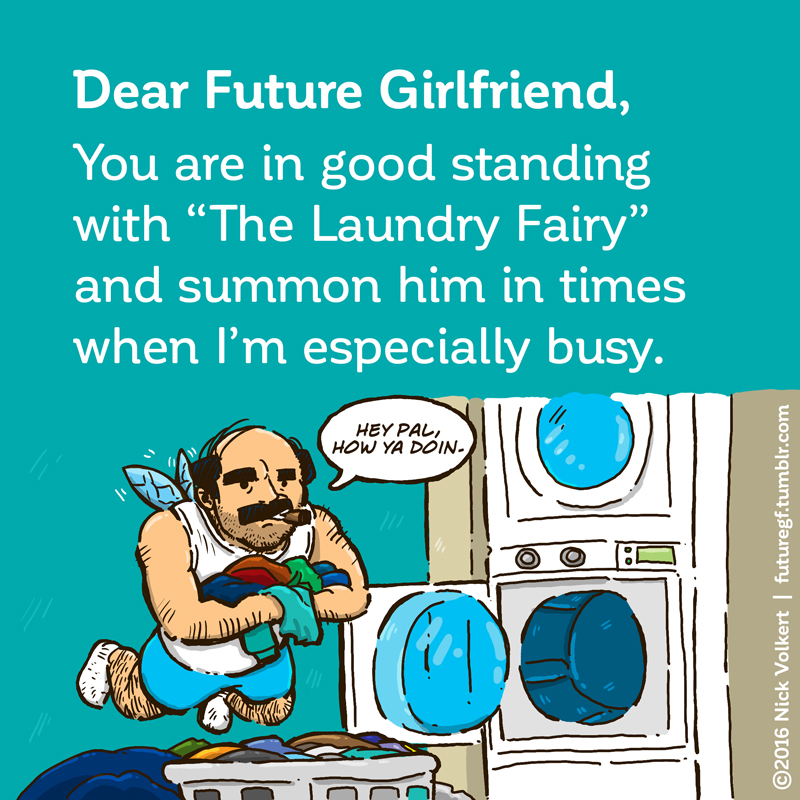 Dear Future Girlfriend,
You are in good standing
with “The Laundry Fairy”
and summon him in times
when I’m especially busy.
HEY PAL,
HOW YA DOIN.
©2016 Nick Volkert | futuregf.tumblr.com